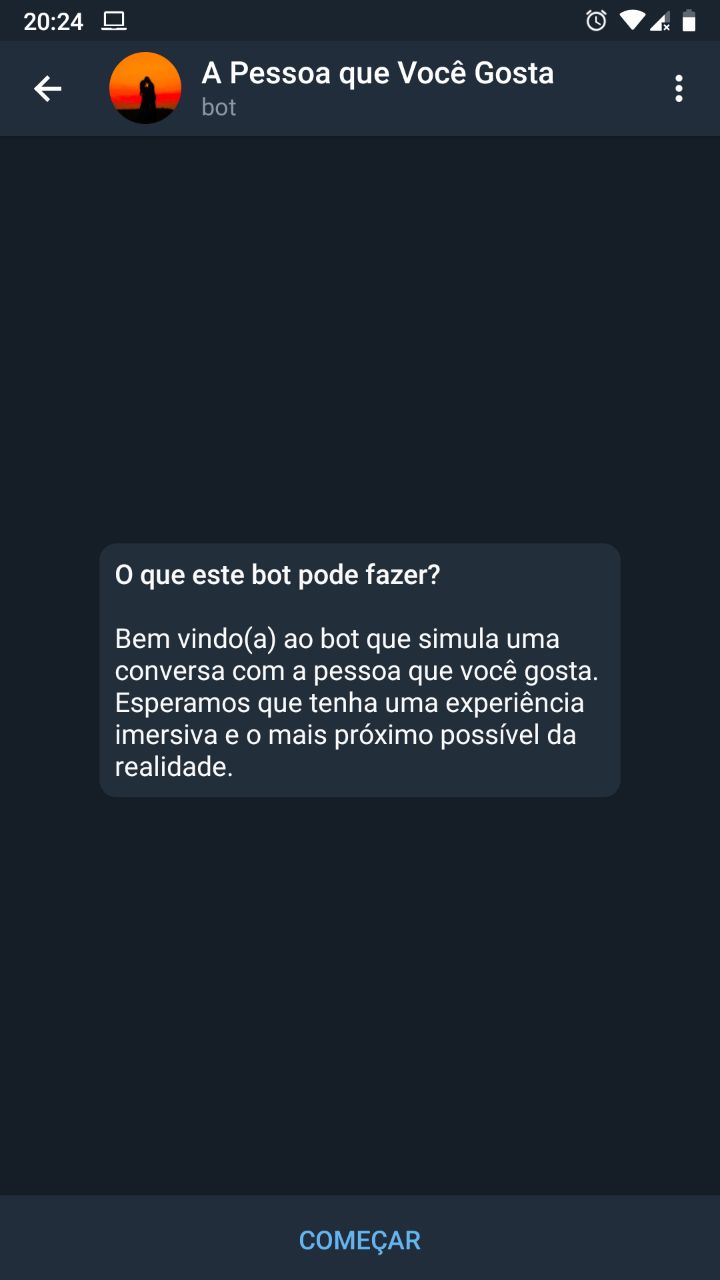 20:24
A Pessoa que Você Gosta
bot
O que este bot pode fazer?
Bem vindo(a) ao bot que simula uma
conversa com a pessoa que você gosta.
Esperamos que tenha uma experiência
imersiva e o mais próximo possível da
realidade.
COMEÇAR